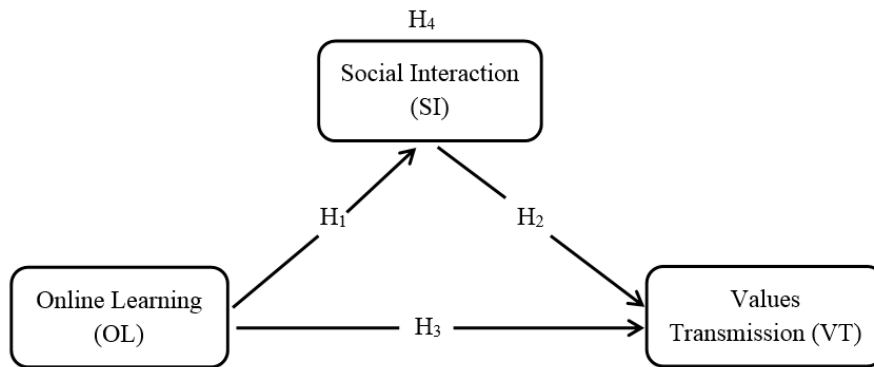 H₄
Social Interaction
(SI)
H₁
H₂
Online Learning
(OL)
H₃
Values
Transmission (VT)